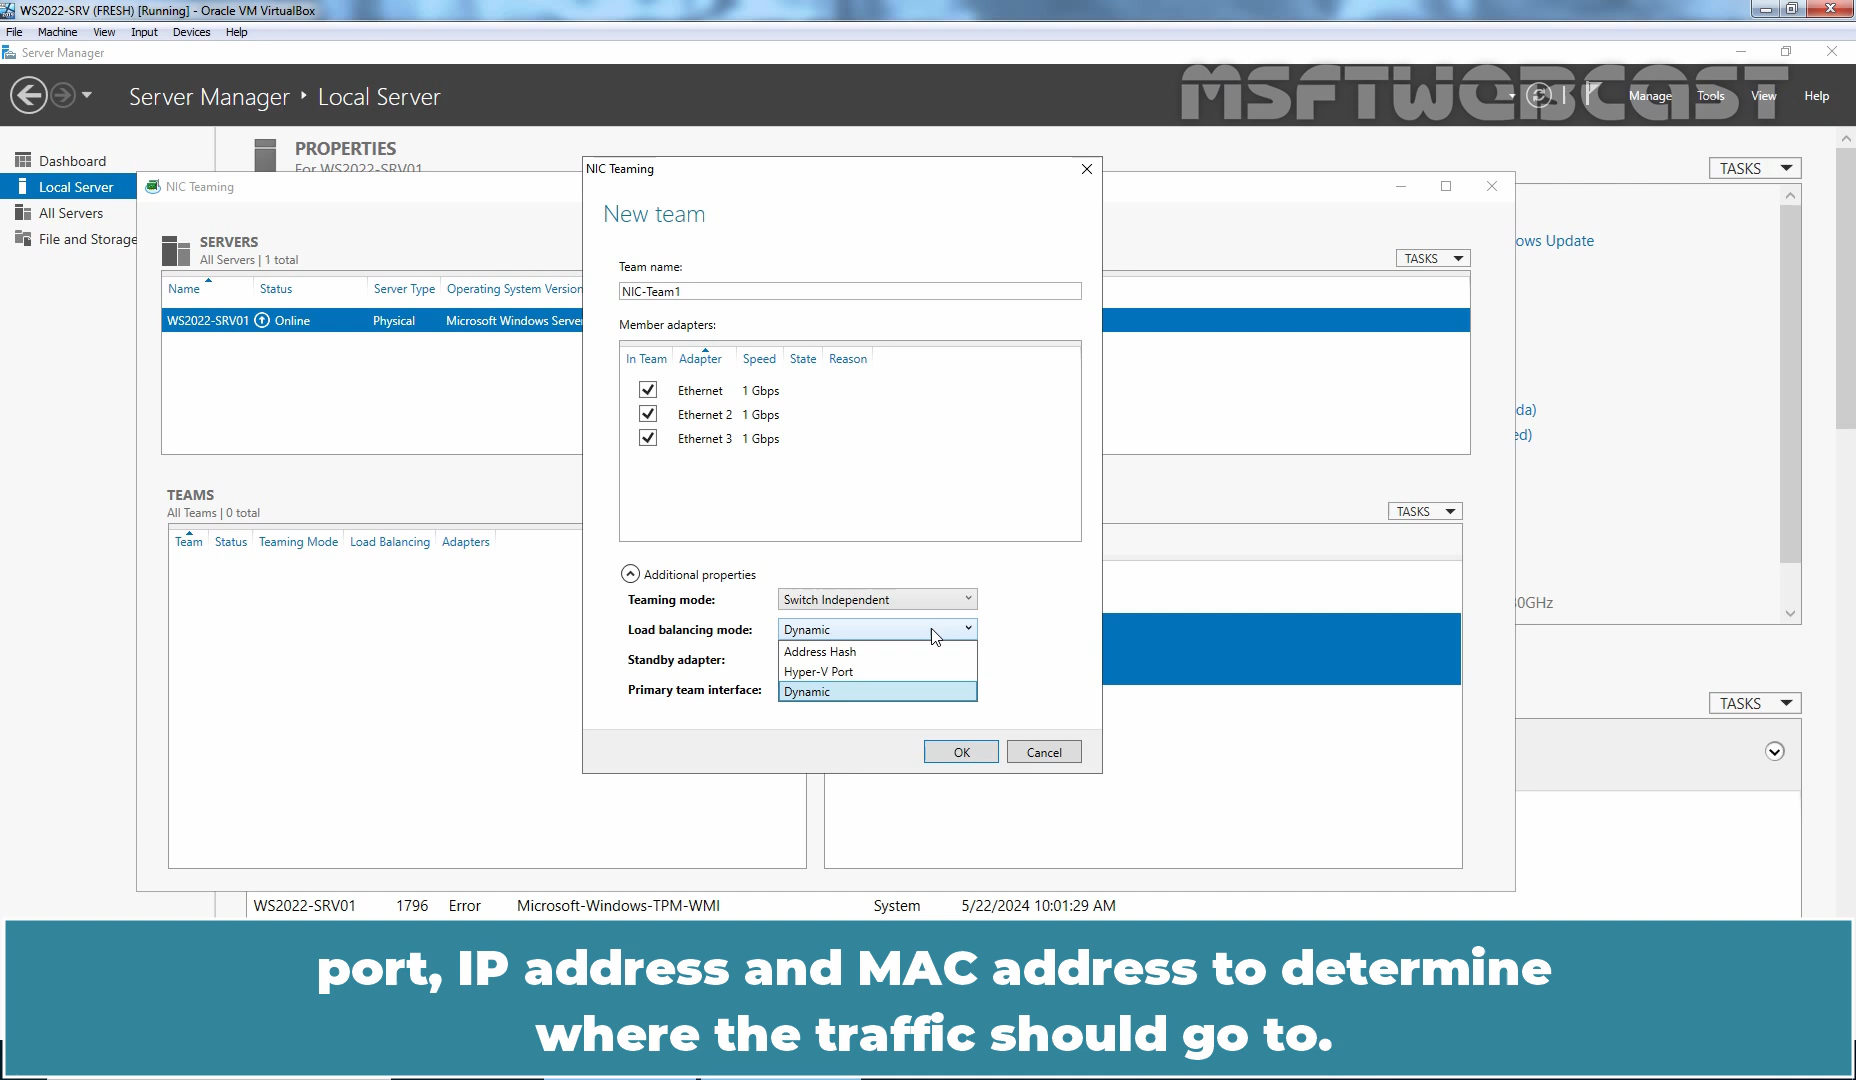 WS2022-SRV (FRESH) [Running] - Oracle VM VirtualBox
File Machine View Input Devices Help
Server Manager
Server Manager ‣ Local Server
MSFTWEBCAST
Manage Tools View Help
Dashboard
Local Server
All Servers
File and Storage
PROPERTIES
For WS2022-SRV01
TASKS
NIC Teaming
SERVERS
All Servers | 1 total
TASKS
Name Status Server Type Operating System Version
WS2022-SRV01 Online Physical Microsoft Windows Server
TEAMS
All Teams | 0 total
Team Status Teaming Mode Load Balancing Adapters
TASKS
NIC Teaming
New team
Team name:
NIC-Team1
Member adapters:
In Team Adapter Speed State Reason
Ethernet 1 Gbps
Ethernet 2 1 Gbps
Ethernet 3 1 Gbps
Additional properties
Teaming mode: Switch Independent
Load balancing mode: Dynamic
Address Hash
Standby adapter:
Hyper-V Port
Primary team interface: Dynamic
OK Cancel
ows Update
da)
ed)
80GHz
TASKS
WS2022-SRV01 1796 Error Microsoft-Windows-TPM-WMI System 5/22/2024 10:01:29 AM
port, IP address and MAC address to determine
where the traffic should go to.